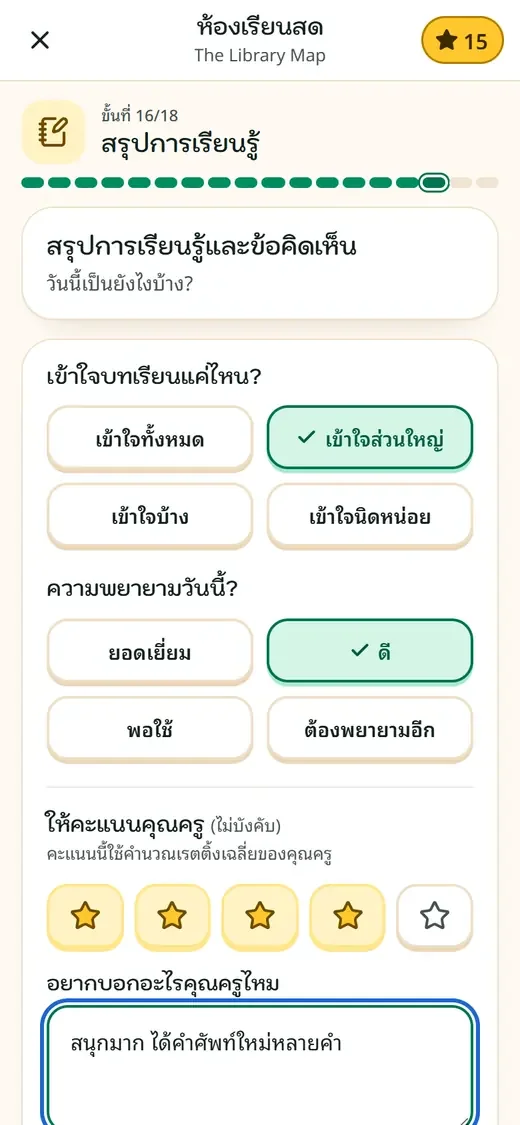 ห้องเรียนสด
The Library Map
15
ขั้นที่ 16/18
สรุปการเรียนรู้
สรุปการเรียนรู้และข้อคิดเห็น
วันนี้เป็นยังไงบ้าง?
เข้าใจบทเรียนแค่ไหน?
เข้าใจทั้งหมด
เข้าใจส่วนใหญ่
เข้าใจบ้าง
เข้าใจนิดหน่อย
ความพยายามวันนี้?
ยอดเยี่ยม
ดี
พอใช้
ต้องพยายามอีก
ให้คะแนนคุณครู (ไม่บังคับ)
คะแนนนี้ใช้คำนวณเรตติ้งเฉลี่ยของคุณครู
อยากบอกอะไรคุณครูไหม
สนุกมาก ได้คำศัพท์ใหม่หลายคำ